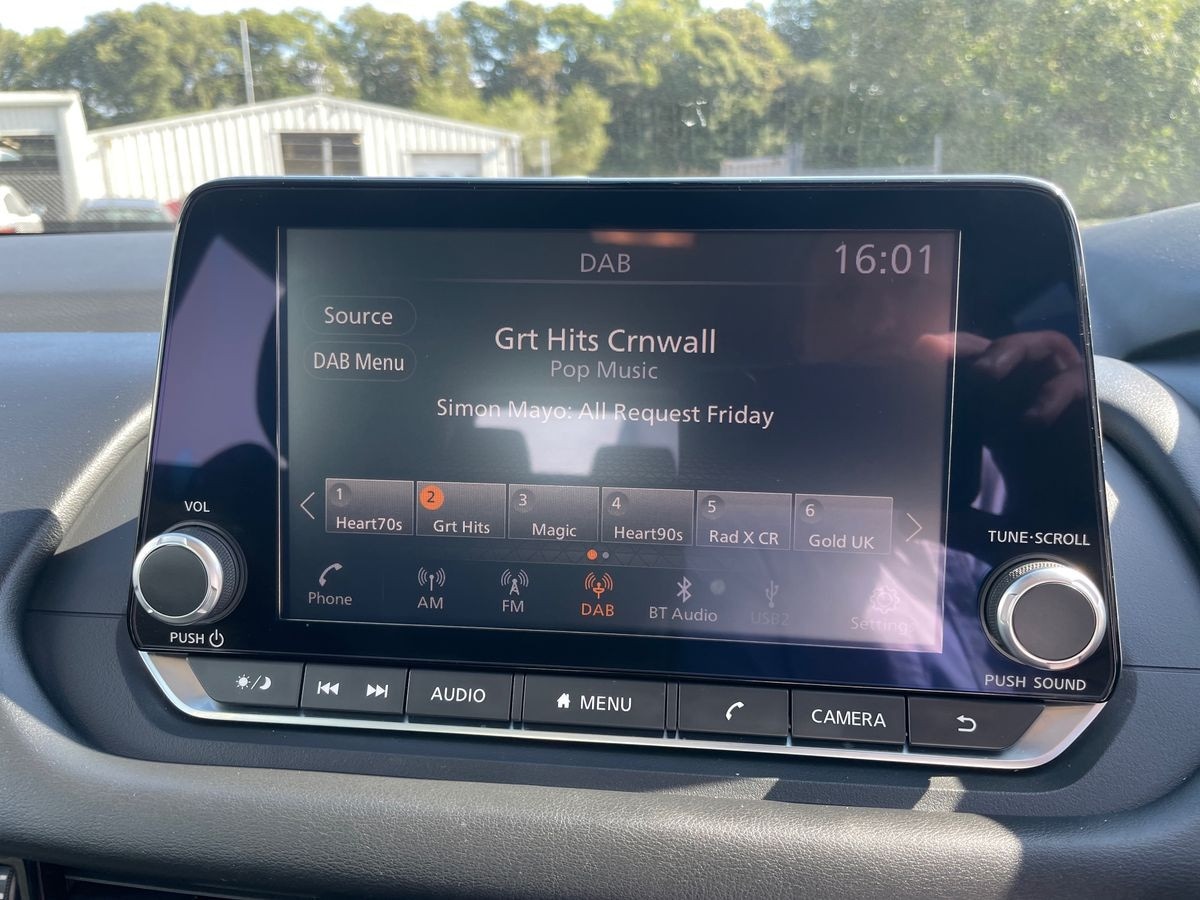 DAB
16:01
Source
DAB Menu
Grt Hits Crnwall
Pop Music
Simon Mayo: All Request Friday
1 Heart70s
2 Grt Hits
3 Magic
4 Heart90s
5 Rad X CR
6 Gold UK
Phone
AM
FM
DAB
BT Audio
USB2
Setting
VOL
PUSH
TUNE·SCROLL
PUSH SOUND
AUDIO
MENU
CAMERA